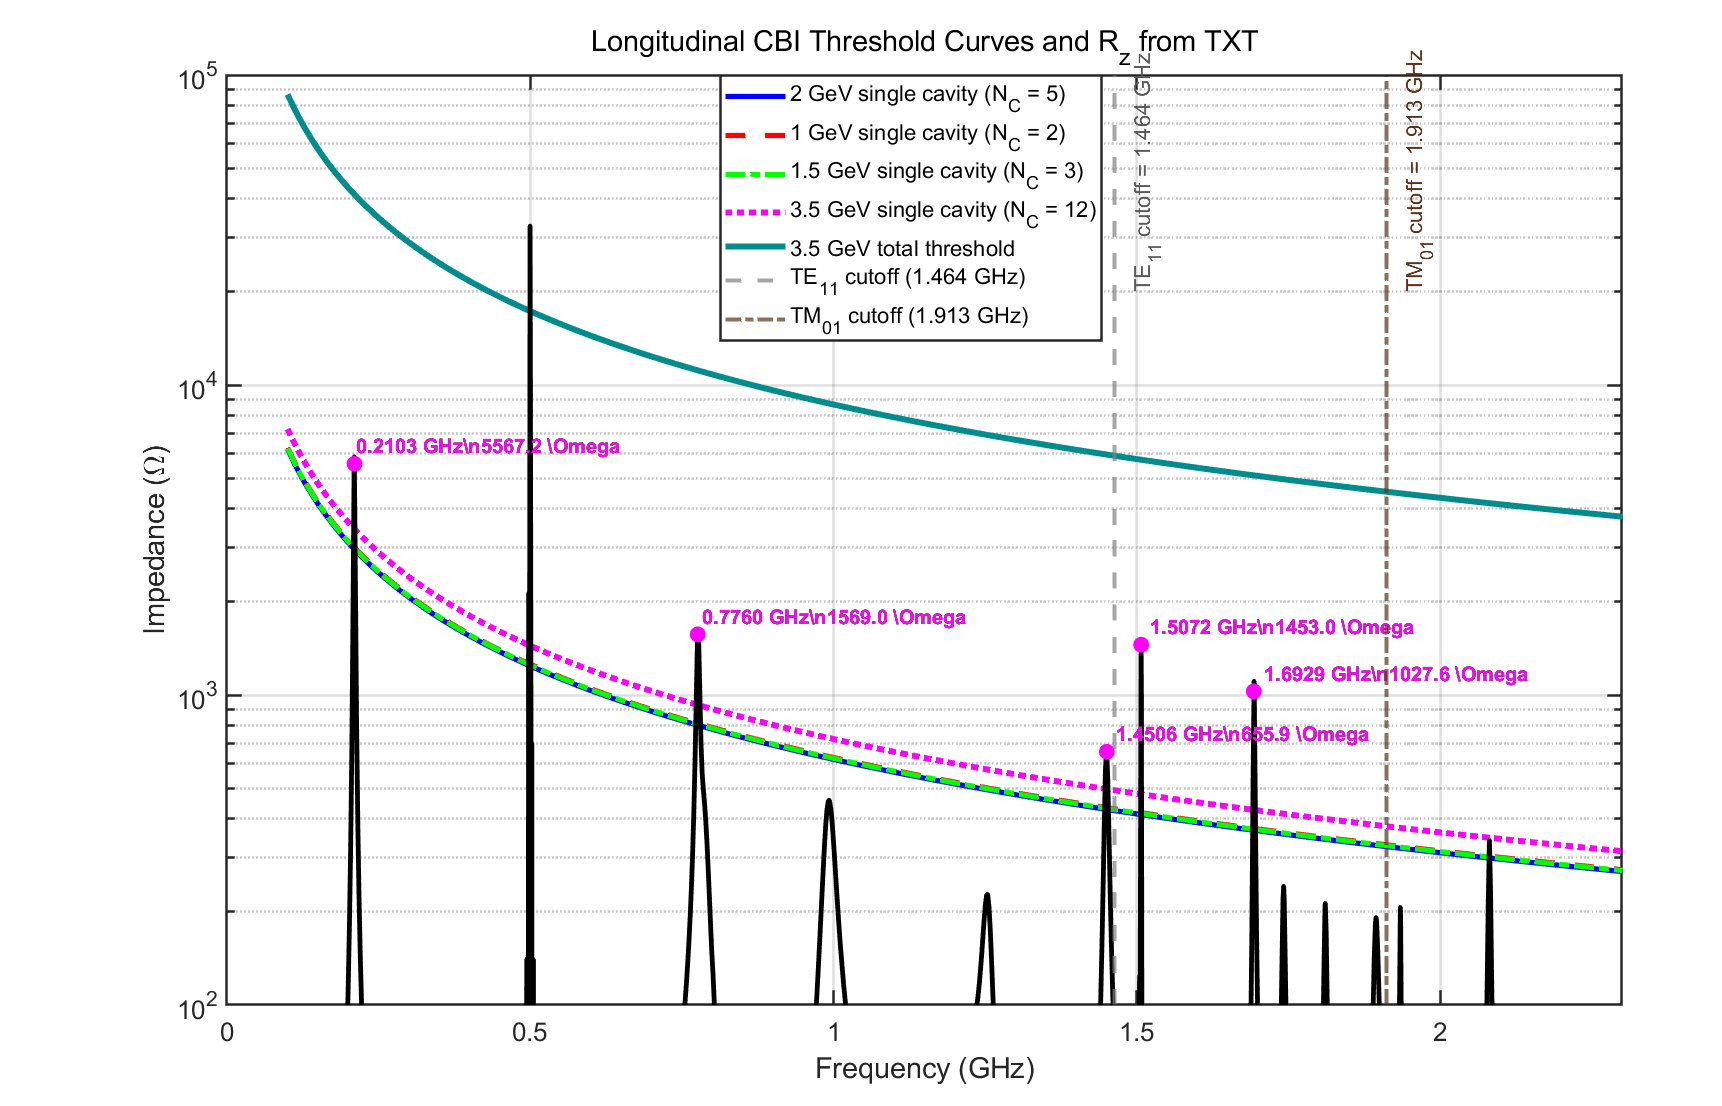 Longitudinal CBI Threshold Curves and R_z from TXT
10^5
10^4
10^3
10^2
Impedance (Ω)
2 GeV single cavity (N_C = 5)
1 GeV single cavity (N_C = 2)
1.5 GeV single cavity (N_C = 3)
3.5 GeV single cavity (N_C = 12)
3.5 GeV total threshold
TE_11 cutoff (1.464 GHz)
TM_01 cutoff (1.913 GHz)
TE_11 cutoff = 1.464 GHz
TM_01 cutoff = 1.913 GHz
0.2103 GHz\n5567.2 \Omega
0.7760 GHz\n1569.0 \Omega
1.5072 GHz\n1453.0 \Omega
1.6929 GHz\n1027.6 \Omega
1.4506 GHz\n655.9 \Omega
0
0.5
1
1.5
2
Frequency (GHz)